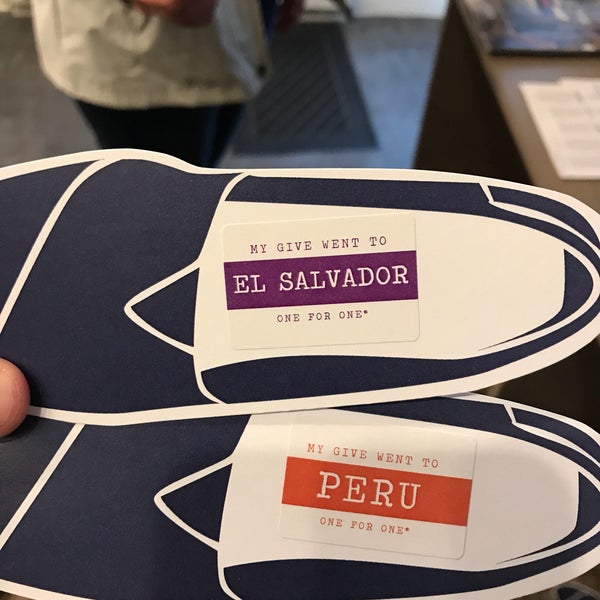 MY GIVE WENT TO
EL SALVADOR
ONE FOR ONE®
MY GIVE WENT TO
PERU
ONE FOR ONE®